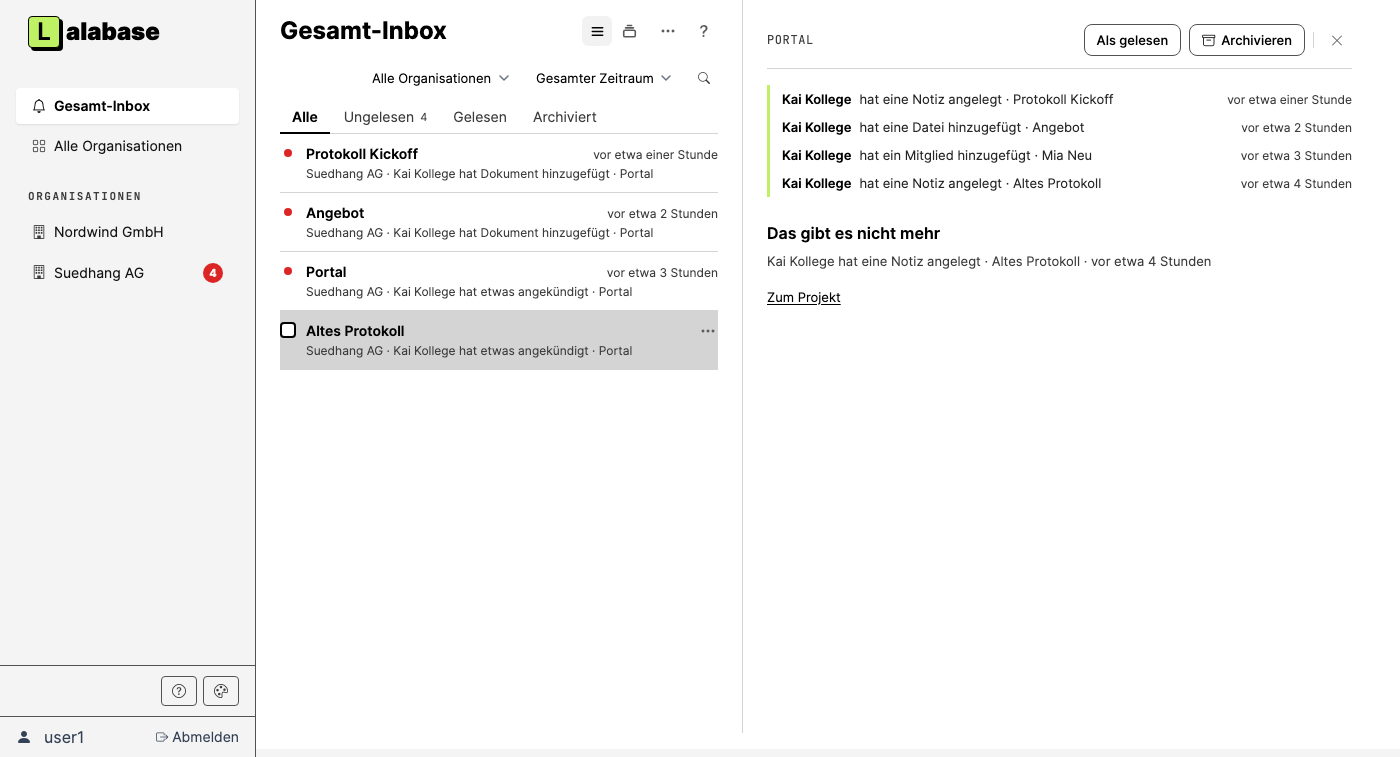 Lalabase
Gesamt-Inbox
Alle Organisationen
ORGANISATIONEN
Nordwind GmbH
Suedhang AG 4
user1 Abmelden
Gesamt-Inbox
?
Alle Organisationen Gesamter Zeitraum
Alle Ungelesen 4 Gelesen Archiviert
Protokoll Kickoff vor etwa einer Stunde
Suedhang AG · Kai Kollege hat Dokument hinzugefügt · Portal
Angebot vor etwa 2 Stunden
Suedhang AG · Kai Kollege hat Dokument hinzugefügt · Portal
Portal vor etwa 3 Stunden
Suedhang AG · Kai Kollege hat etwas angekündigt · Portal
Altes Protokoll
Suedhang AG · Kai Kollege hat etwas angekündigt · Portal
PORTAL Als gelesen Archivieren
Kai Kollege hat eine Notiz angelegt · Protokoll Kickoff vor etwa einer Stunde
Kai Kollege hat eine Datei hinzugefügt · Angebot vor etwa 2 Stunden
Kai Kollege hat ein Mitglied hinzugefügt · Mia Neu vor etwa 3 Stunden
Kai Kollege hat eine Notiz angelegt · Altes Protokoll vor etwa 4 Stunden
Das gibt es nicht mehr
Kai Kollege hat eine Notiz angelegt · Altes Protokoll · vor etwa 4 Stunden
Zum Projekt